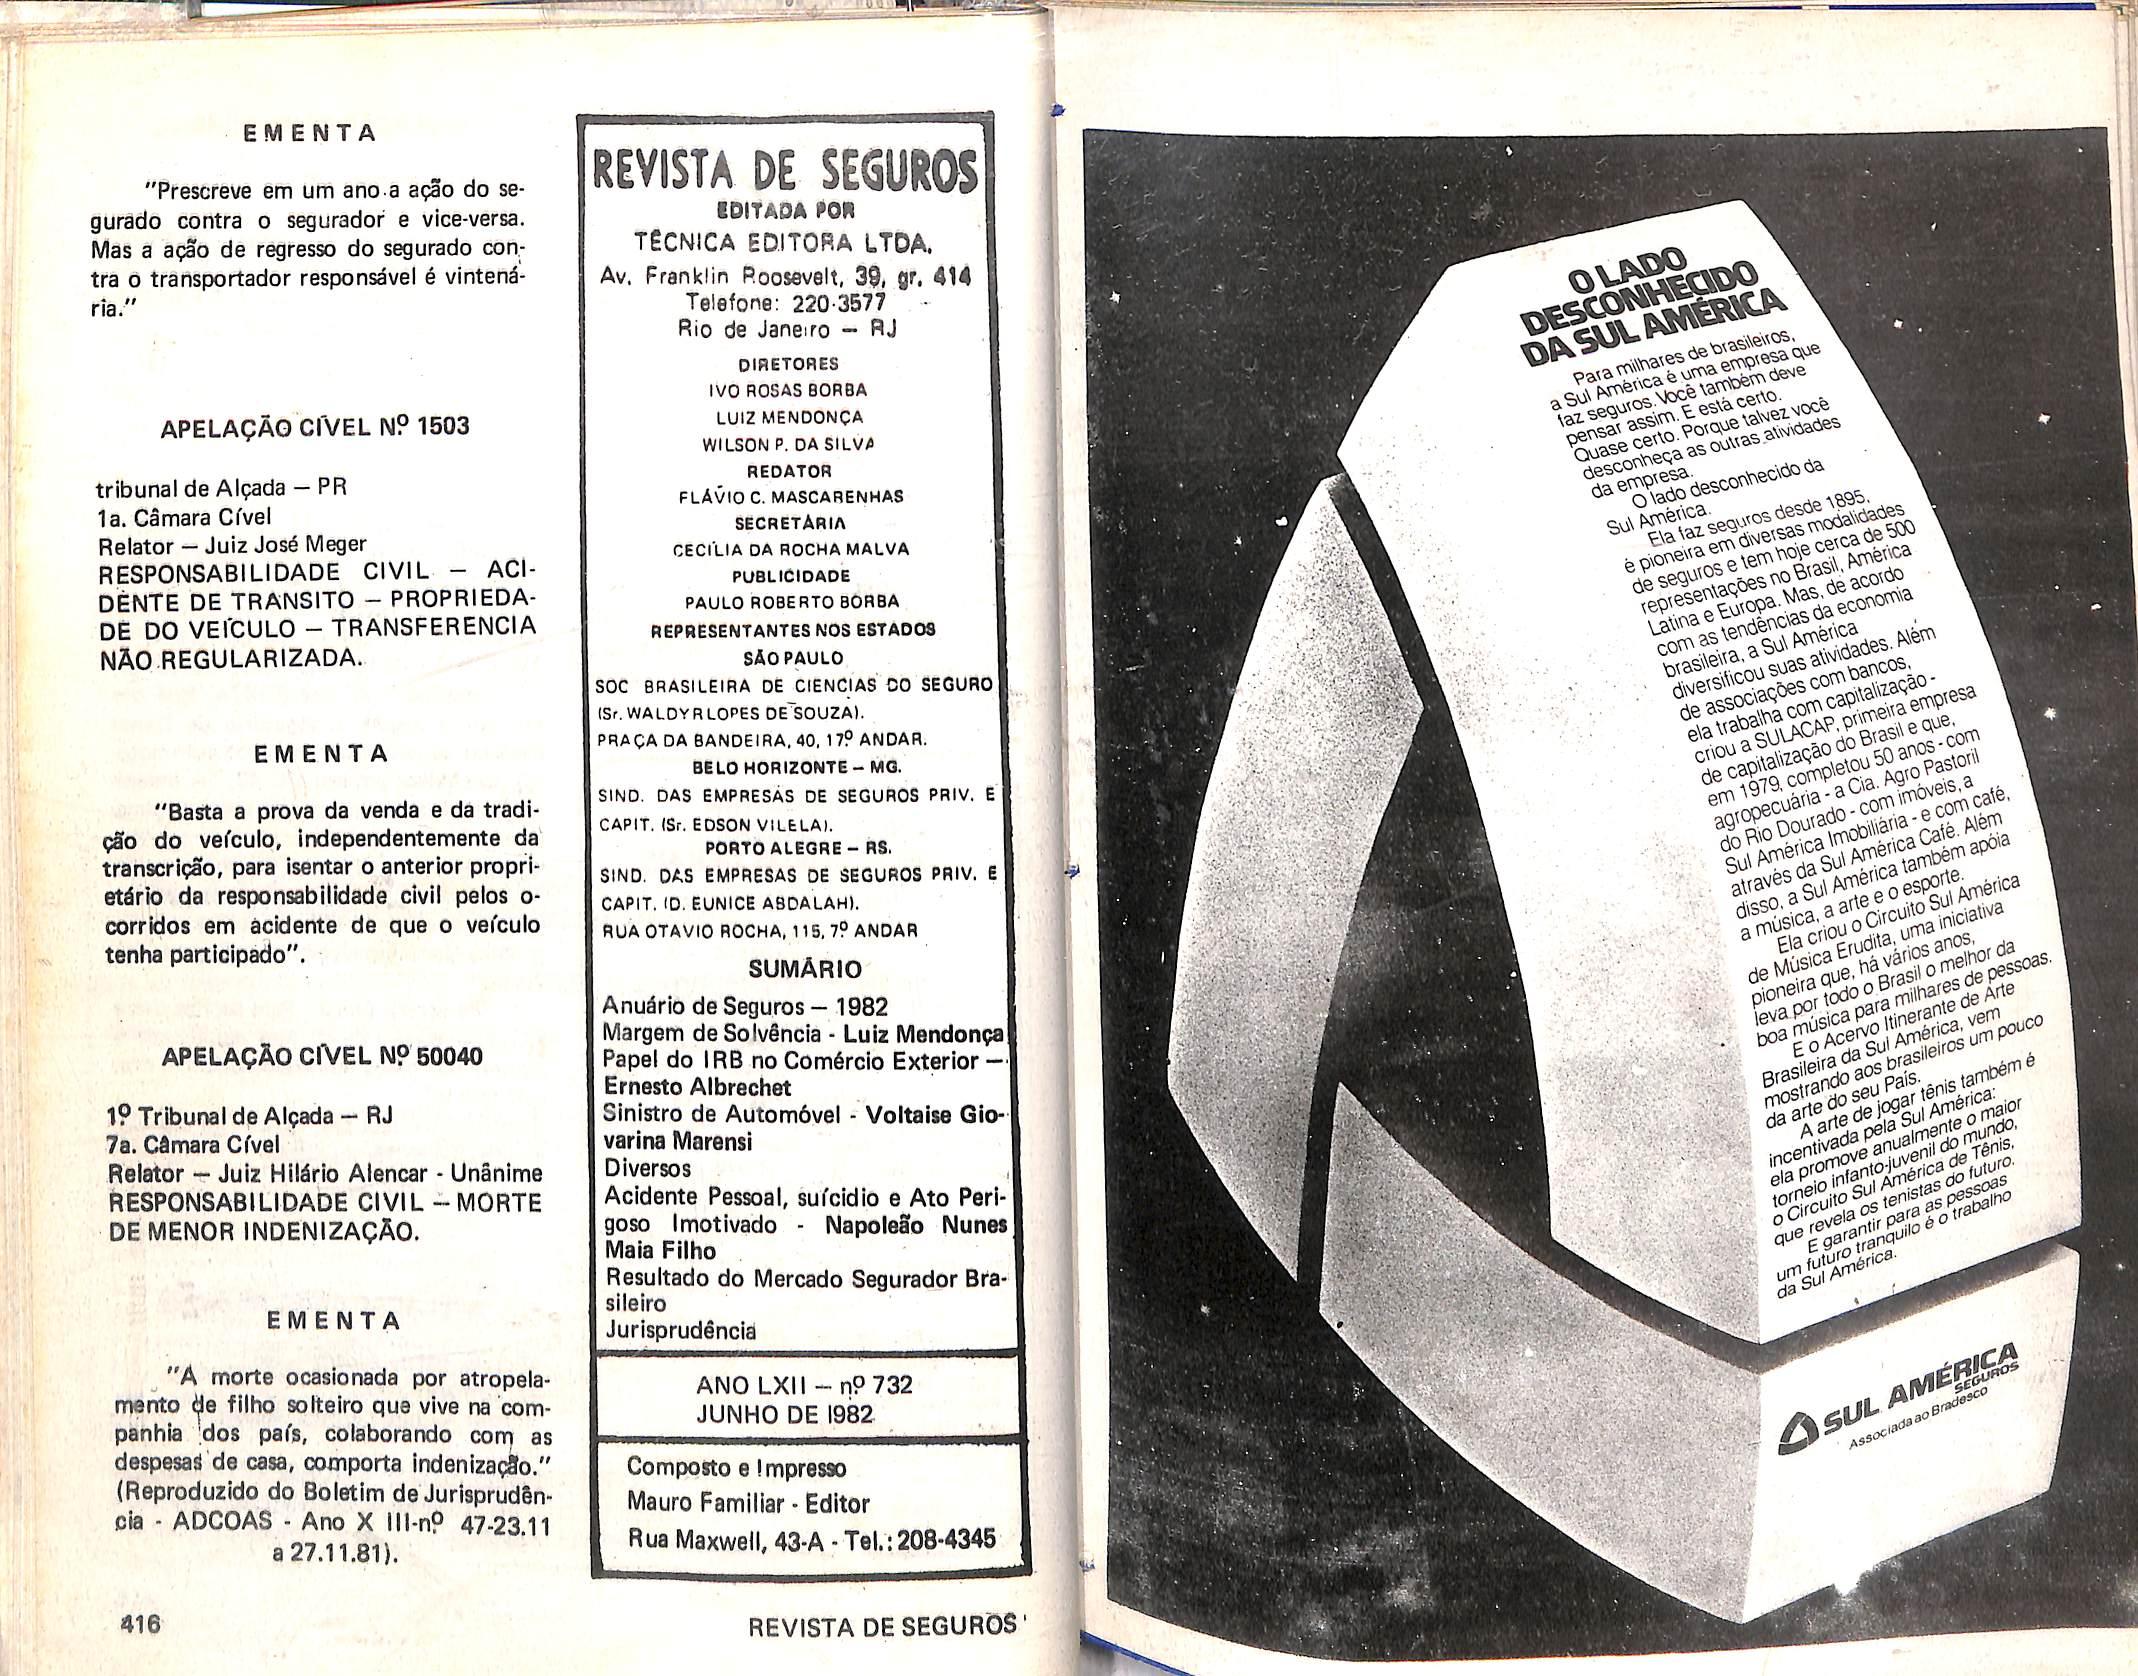 EMENTA
"Prescreve em um ano a ação do se-
gurado contra o segurador e vice-versa.
Mas a ação de regresso do segurado con-
tra o transportador responsável é vintená-
ria."
APELAÇÃO CÍVEL Nº 1503
tribunal de Alçada — PR
1a. Câmara Cível
Relator — Juiz José Meger
RESPONSABILIDADE CIVIL — ACI-
DENTE DE TRANSITO — PROPRIEDA-
DE DO VEÍCULO — TRANSFERENCIA
NÃO REGULARIZADA.
EMENTA
"Basta a prova da venda e da tradi-
ção do veículo, independentemente da
transcrição, para isentar o anterior propri-
etário da responsabilidade civil pelos o-
corridos em acidente de que o veículo
tenha participado".
APELAÇÃO CÍVEL Nº 50040
1º Tribunal de Alçada — RJ
7a. Câmara Cível
Relator — Juiz Hilário Alencar - Unânime
RESPONSABILIDADE CIVIL — MORTE
DE MENOR INDENIZAÇÃO.
EMENTA
"A morte ocasionada por atropela-
mento de filho solteiro que vive na com-
panhia dos país, colaborando com as
despesas de casa, comporta indenização."
(Reproduzido do Boletim de Jurisprudên-
cia - ADCOAS - Ano X III-nº 47-23.11
a 27.11.81).
416
REVISTA DE SEGUROS
EDITADA POR
TÉCNICA EDITORA LTDA.
Av. Franklin Roosevelt, 39, gr. 414
Telefone: 220-3577
Rio de Janeiro — RJ
DIRETORES
IVO ROSAS BORBA
LUIZ MENDONÇA
WILSON P. DA SILVA
REDATOR
FLÁVIO C. MASCARENHAS
SECRETÁRIA
CECÍLIA DA ROCHA MALVA
PUBLICIDADE
PAULO ROBERTO BORBA
REPRESENTANTES NOS ESTADOS
SÃO PAULO
SOC BRASILEIRA DE CIENCIAS DO SEGURO
(Sr. WALDYR LOPES DE SOUZA).
PRAÇA DA BANDEIRA, 40, 17º ANDAR.
BELO HORIZONTE — MG.
SIND. DAS EMPRESAS DE SEGUROS PRIV. E
CAPIT. (Sr. EDSON VILELA).
PORTO ALEGRE — RS.
SIND. DAS EMPRESAS DE SEGUROS PRIV. E
CAPIT. (D. EUNICE ABDALAH).
RUA OTAVIO ROCHA, 115, 7º ANDAR
SUMÁRIO
Anuário de Seguros — 1982
Margem de Solvência - Luiz Mendonça
Papel do IRB no Comércio Exterior —
Ernesto Albrechet
Sinistro de Automóvel - Voltaise Gio-
varina Marensi
Diversos
Acidente Pessoal, suícidio e Ato Peri-
goso Imotivado - Napoleão Nunes
Maia Filho
Resultado do Mercado Segurador Bra-
sileiro
Jurisprudência
ANO LXII — nº 732
JUNHO DE 1982
Composto e Impresso
Mauro Familiar - Editor
Rua Maxwell, 43-A - Tel.: 208-4345
REVISTA DE SEGUROS
O LADO
DESCONHECIDO
DA SUL AMÉRICA
Para milhares de brasileiros,
a Sul América é uma empresa que
faz seguros. Você também deve
pensar assim. E está certo.
Quase certo. Porque talvez você
desconheça as outras atividades
da empresa.
O lado desconhecido da
Sul América.
Ela faz seguros desde 1895,
é pioneira em diversas modalidades
de seguros e tem hoje cerca de 500
representações no Brasil, América
Latina e Europa. Mas, de acordo
com as tendências da economia
brasileira, a Sul América
diversificou suas atividades. Além
de associações com bancos,
ela trabalha com capitalização -
criou a SULACAP, primeira empresa
de capitalização do Brasil e que,
em 1979, completou 50 anos - com
agropecuária - a Cia. Agro Pastoril
do Rio Dourado - com imóveis, a
Sul América Imobiliária - e com café,
através da Sul América Café. Além
disso, a Sul América também apóia
a música, a arte e o esporte.
Ela criou o Circuito Sul América
de Música Erudita, uma iniciativa
pioneira que, há vários anos,
leva por todo o Brasil o melhor da
boa música para milhares de pessoas.
E o Acervo Itinerante de Arte
Brasileira da Sul América, vem
mostrando aos brasileiros um pouco
da arte do seu País.
A arte de jogar tênis também é
incentivada pela Sul América:
ela promove anualmente o maior
torneio infanto-juvenil do mundo,
o Circuito Sul América de Tênis,
que revela os tenistas do futuro.
E garantir para as pessoas
um futuro tranquilo é o trabalho
da Sul América.
SUL AMÉRICA
SEGUROS
Associada ao Bradesco